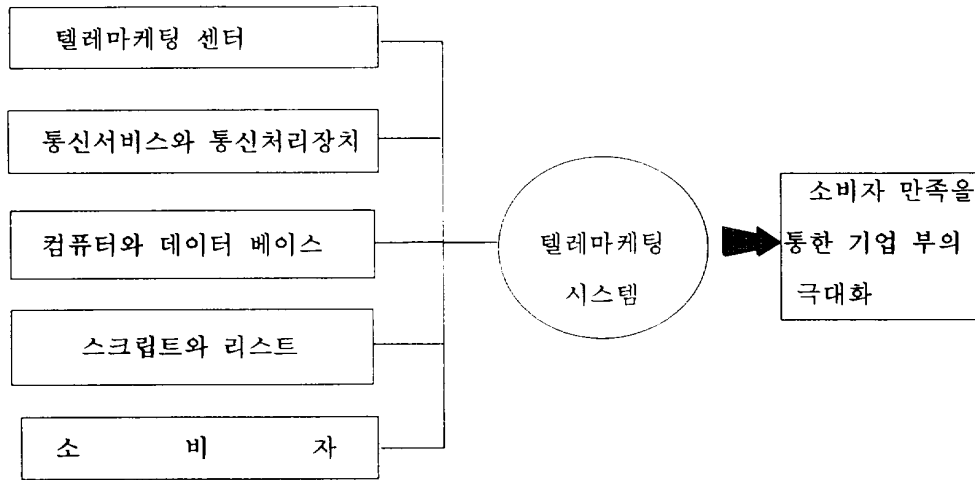 텔레마케팅 센터
통신서비스와 통신처리장치
컴퓨터와 데이터 베이스
스크립트와 리스트
소 비 자
텔레마케팅
시스템
소비자 만족을
통한 기업 부의
극대화